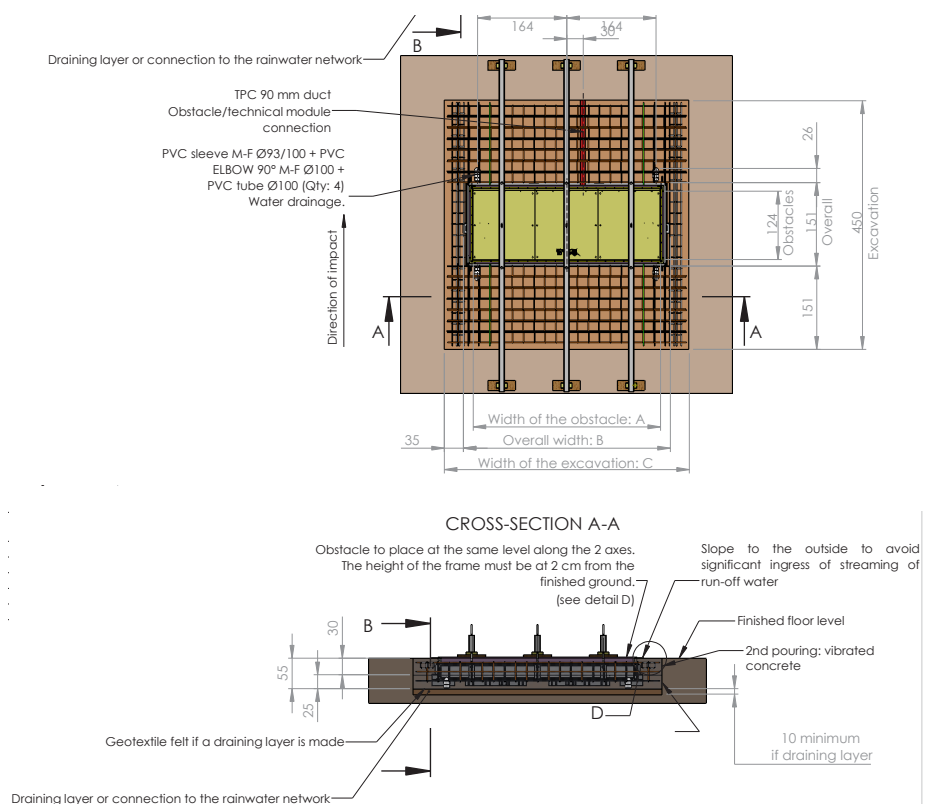 164
164
30
B
Draining layer or connection to the rainwater network
TPC 90 mm duct
Obstacle/technical module
connection
PVC sleeve M-F Ø93/100 + PVC
ELBOW 90° M-F Ø100 +
PVC tube Ø100 (Qty: 4)
Water drainage.
Direction of impact
26
124
Obstacles
151
Overall
450
Excavation
151
A
A
Width of the obstacle: A
35
Overall width: B
Width of the excavation: C
CROSS-SECTION A-A
Obstacle to place at the same level along the 2 axes.
The height of the frame must be at 2 cm from the
finished ground.
(see detail D)
Slope to the outside to avoid
significant ingress of streaming of
run-off water
Finished floor level
B
30
55
25
2nd pouring: vibrated
concrete
D
10 minimum
if draining layer
Geotextile felt if a draining layer is made
Draining layer or connection to the rainwater network